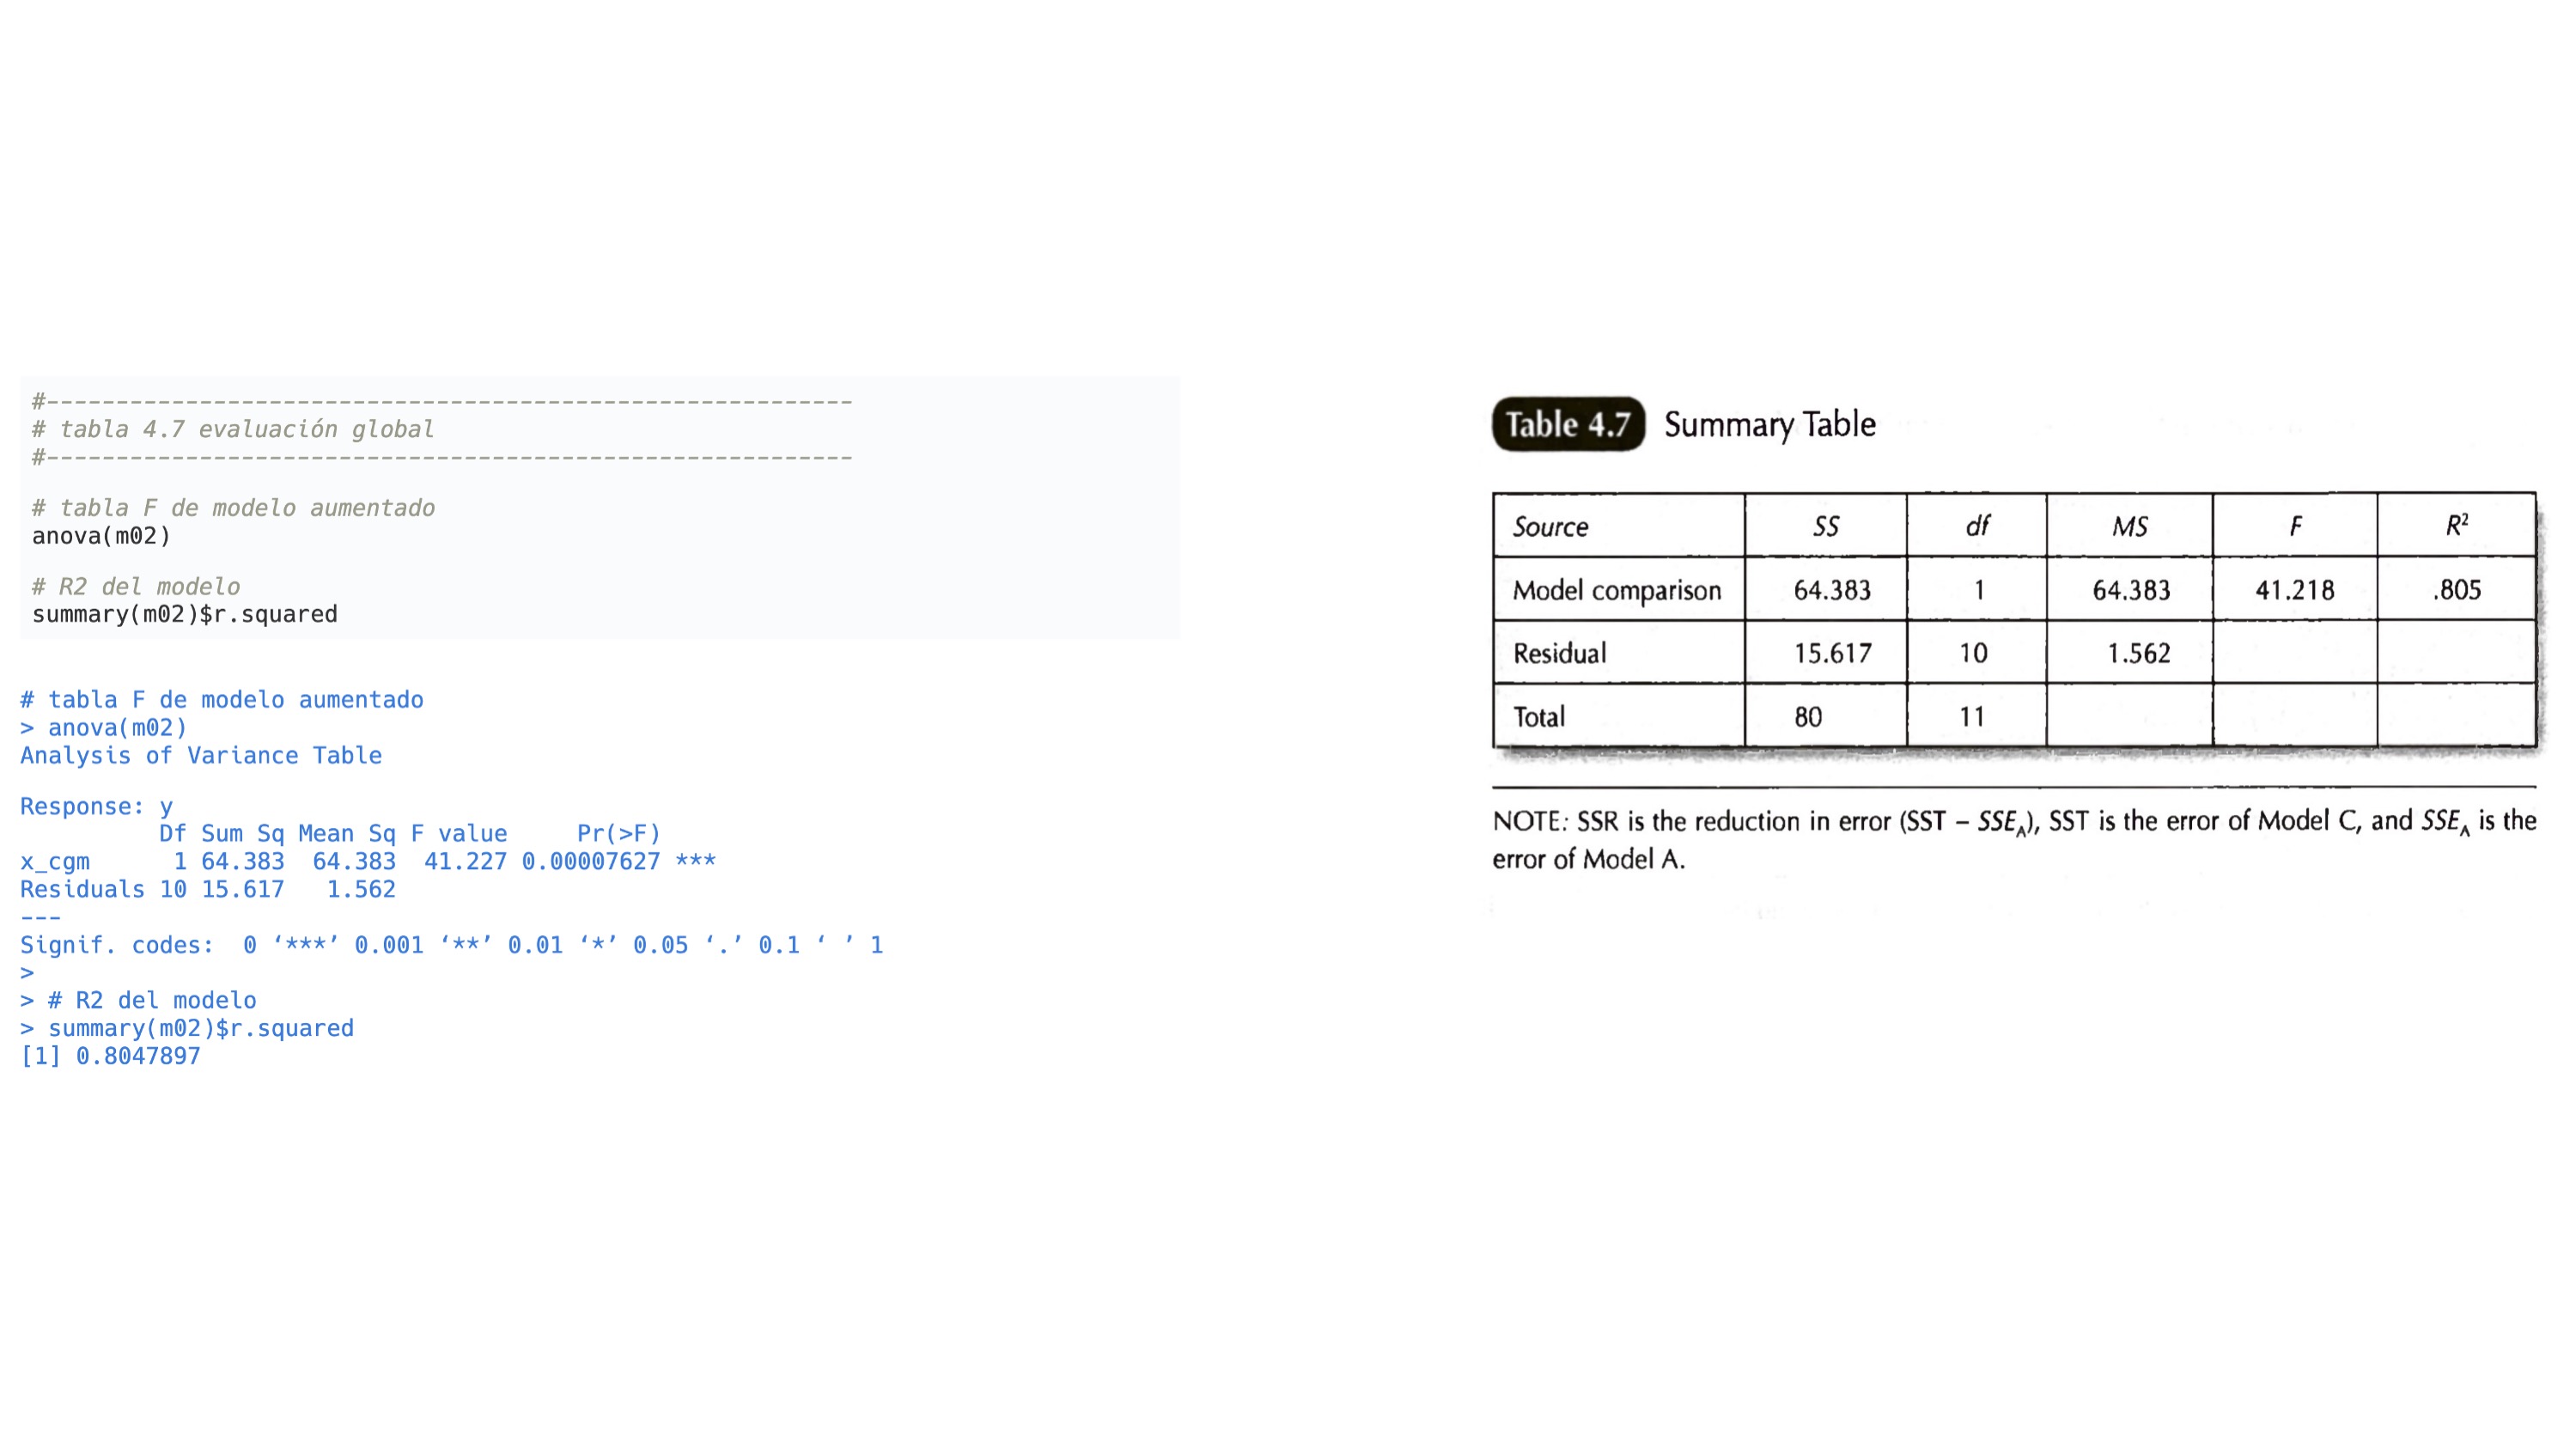 #----------------------------------------------------------
# tabla 4.7 evaluación global
#----------------------------------------------------------
# tabla F de modelo aumentado
anova(m02)
# R2 del modelo
summary(m02)$r.squared
# tabla F de modelo aumentado
> anova(m02)
Analysis of Variance Table
Response: y
Df Sum Sq Mean Sq F value Pr(>F)
x_cgm 1 64.383 64.383 41.227 0.00007627 ***
Residuals 10 15.617 1.562
---
Signif. codes: 0 ‘***’ 0.001 ‘**’ 0.01 ‘*’ 0.05 ‘.’ 0.1 ‘ ’ 1
>
> # R2 del modelo
> summary(m02)$r.squared
[1] 0.8047897
Table 4.7 Summary Table
Source SS df MS F R²
Model comparison 64.383 1 64.383 41.218 .805
Residual 15.617 10 1.562
Total 80 11
NOTE: SSR is the reduction in error (SST – SSE_A), SST is the error of Model C, and SSE_A is the
error of Model A.